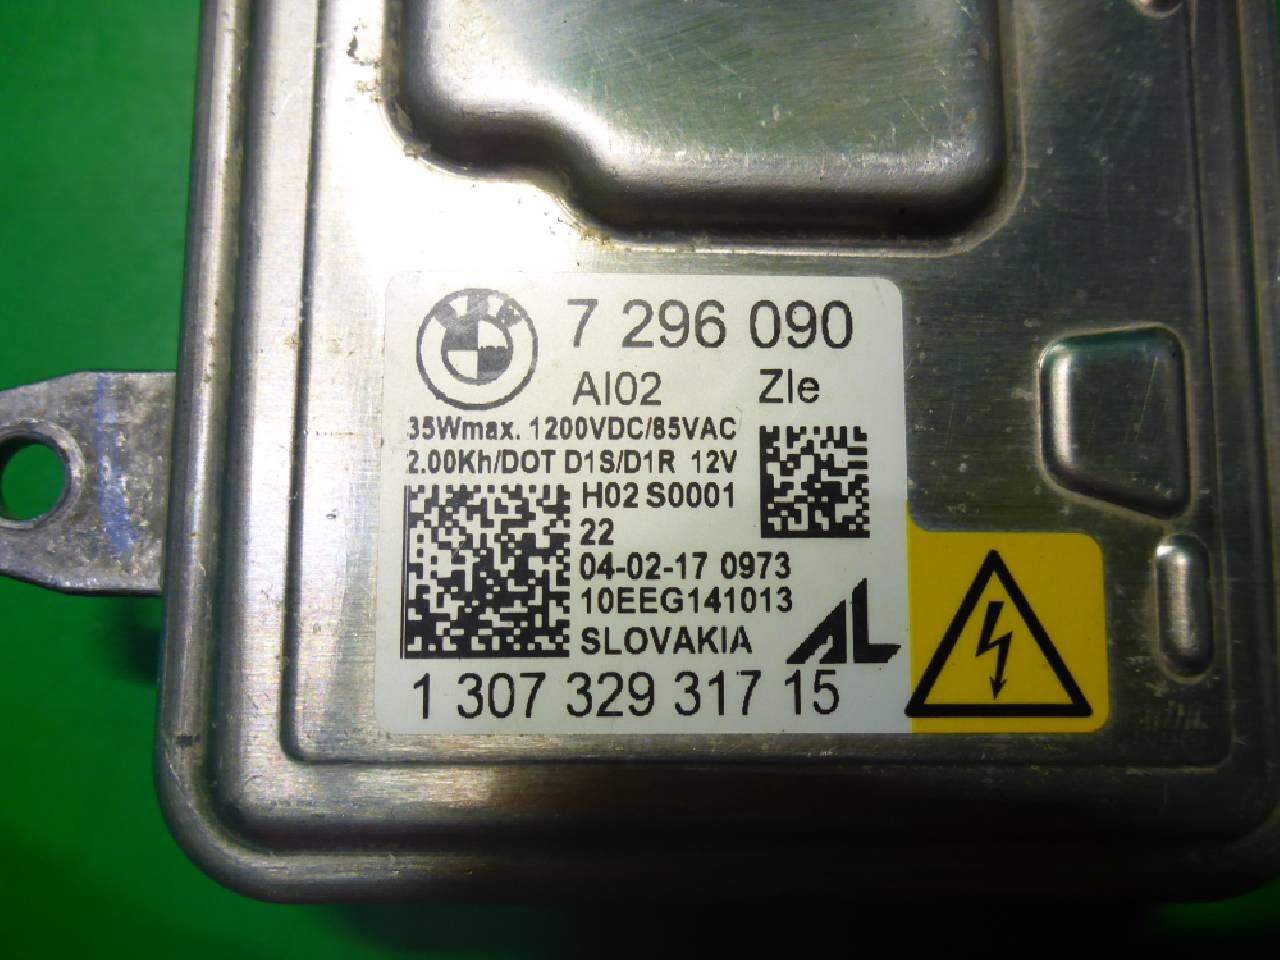 7 296 090
AI02 ZIe
35Wmax. 1200VDC/85VAC
2.00Kh/DOT D1S/D1R 12V
H02 S0001
22
04-02-17 0973
10EEG141013
SLOVAKIA AL
1 307 329 317 15